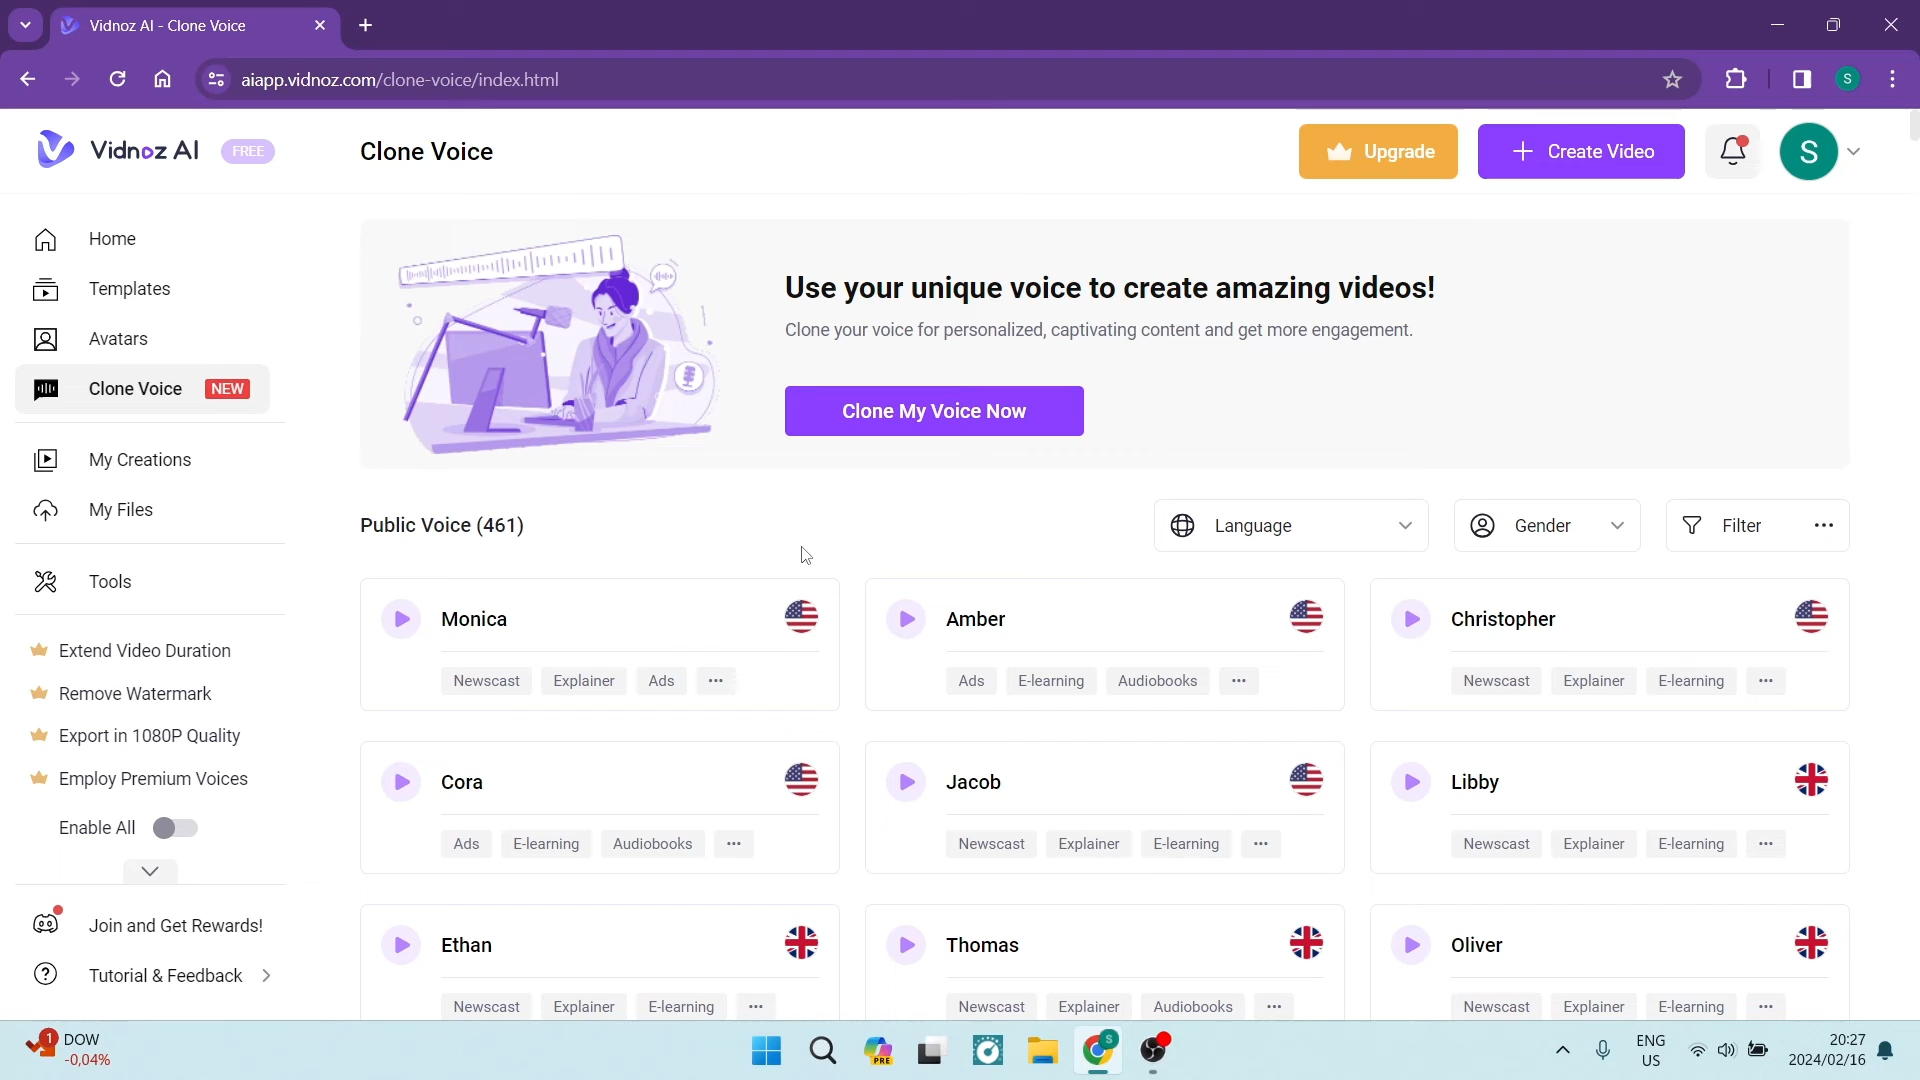 Vidnoz AI - Clone Voice
aiapp.vidnoz.com/clone-voice/index.html
S
Vidnoz AI
FREE
Clone Voice
Upgrade
Create Video
S
Home
Templates
Avatars
Clone Voice
NEW
My Creations
My Files
Tools
Extend Video Duration
Remove Watermark
Export in 1080P Quality
Employ Premium Voices
Enable All
Join and Get Rewards!
Tutorial & Feedback
Use your unique voice to create amazing videos!
Clone your voice for personalized, captivating content and get more engagement.
Clone My Voice Now
Public Voice (461)
Language
Gender
Filter
Monica
Newscast Explainer Ads
Amber
Ads E-learning Audiobooks
Christopher
Newscast Explainer E-learning
Cora
Ads E-learning Audiobooks
Jacob
Newscast Explainer E-learning
Libby
Newscast Explainer E-learning
Ethan
Newscast Explainer E-learning
Thomas
Newscast Explainer Audiobooks
Oliver
Newscast Explainer E-learning
1
DOW
-0,04%
PRE
S
ENG
US
20:27
2024/02/16